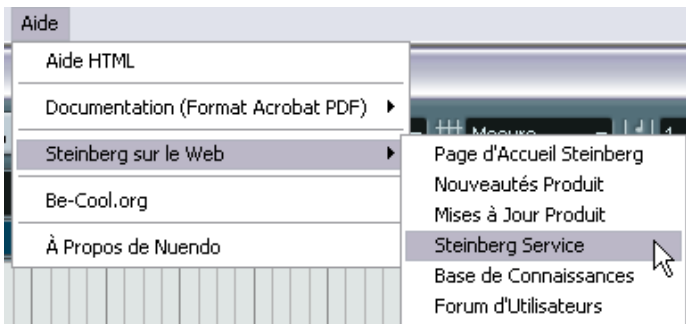 Aide
Aide HTML
Documentation (Format Acrobat PDF)
Steinberg sur le Web
Be-Cool.org
À Propos de Nuendo
Mesure
1
Page d'Accueil Steinberg
Nouveautés Produit
Mises à Jour Produit
Steinberg Service
Base de Connaissances
Forum d'Utilisateurs